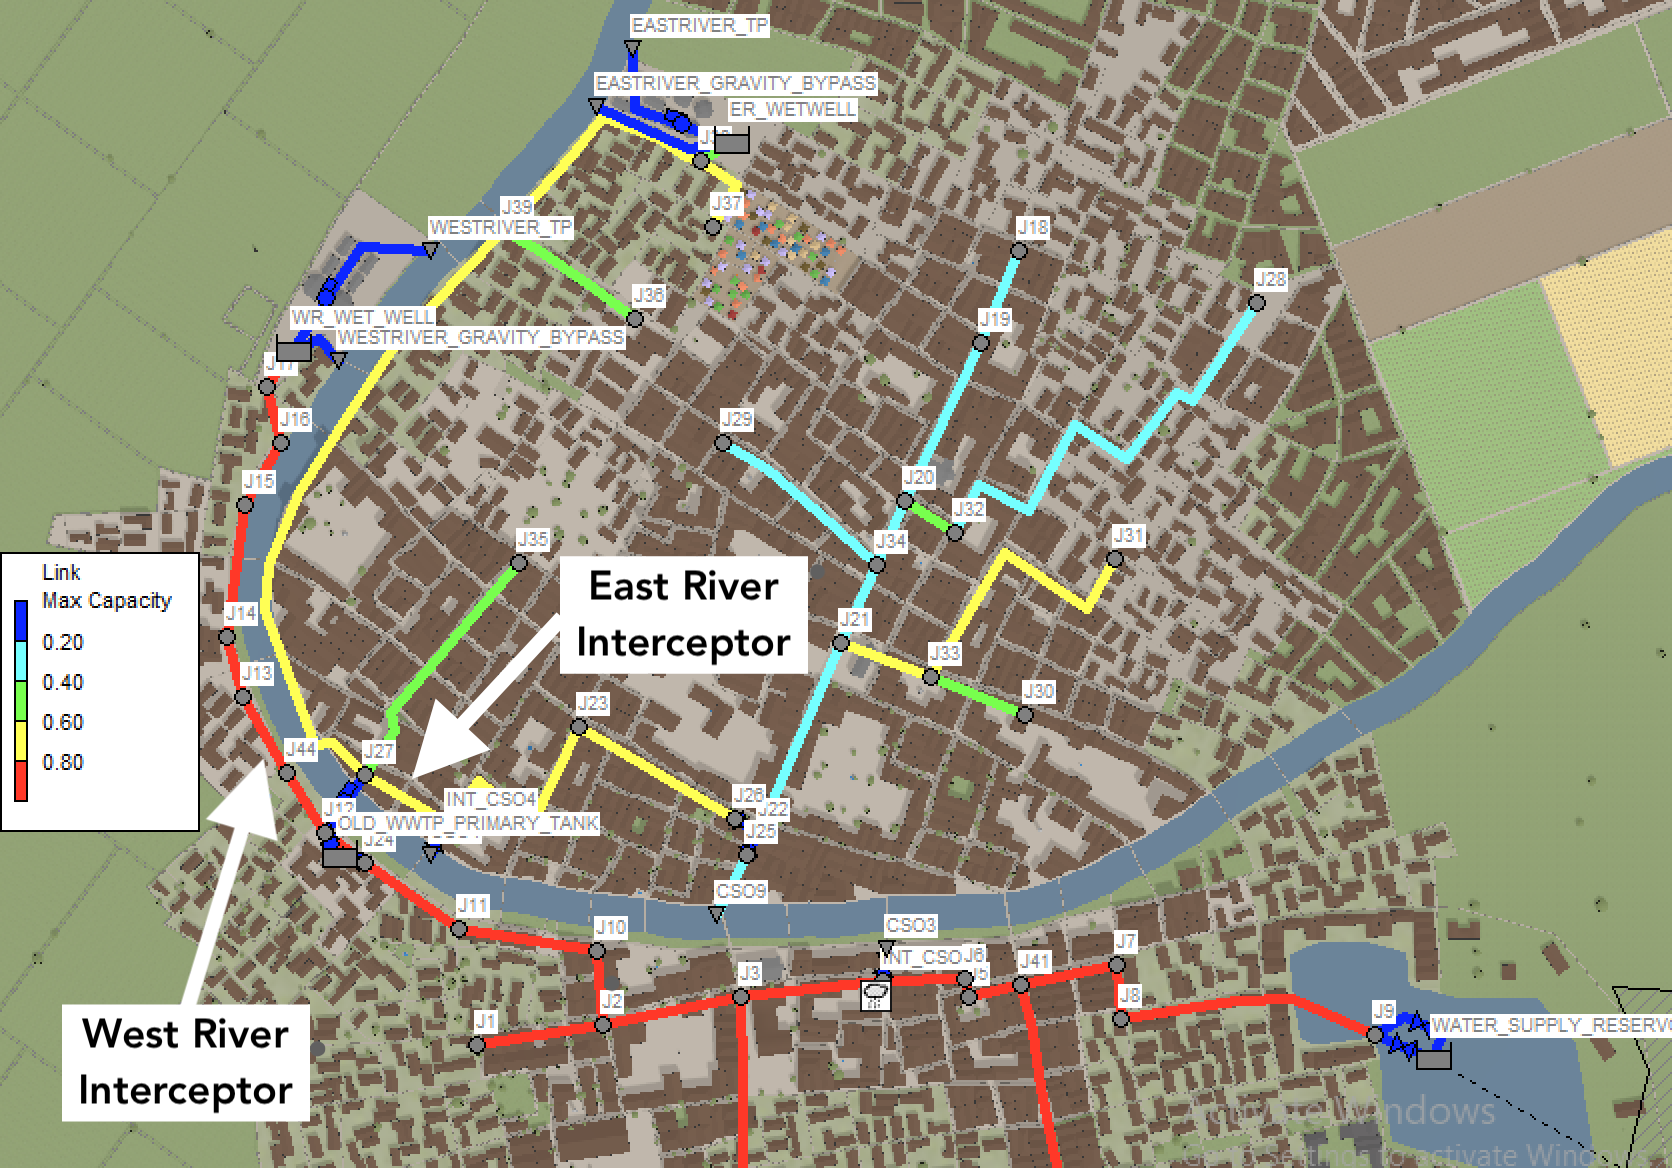 EASTRIVER_TP
EASTRIVER_GRAVITY_BYPASS
ER_WETWELL
J37
J39
WESTRIVER_TP
J18
J28
J36
WR_WET_WELL
J19
WESTRIVER_GRAVITY_BYPASS
J17
J16
J29
J15
J20
J32
J35
J34
J31
Link
Max Capacity
0.20
0.40
0.60
0.80
East River
Interceptor
J14
J21
J33
J13
J30
J23
J44
J27
INT_CSO4
J26
J22
J12
OLD_WWTP_PRIMARY_TANK
J25
J24
CSO9
J11
J10
CSO3
INT_CSO
J6
J5
J41
J7
J3
J8
J2
J1
J9
WATER_SUPPLY_RESERVO
West River
Interceptor
Activate Windows
Go to Settings to activate Windows